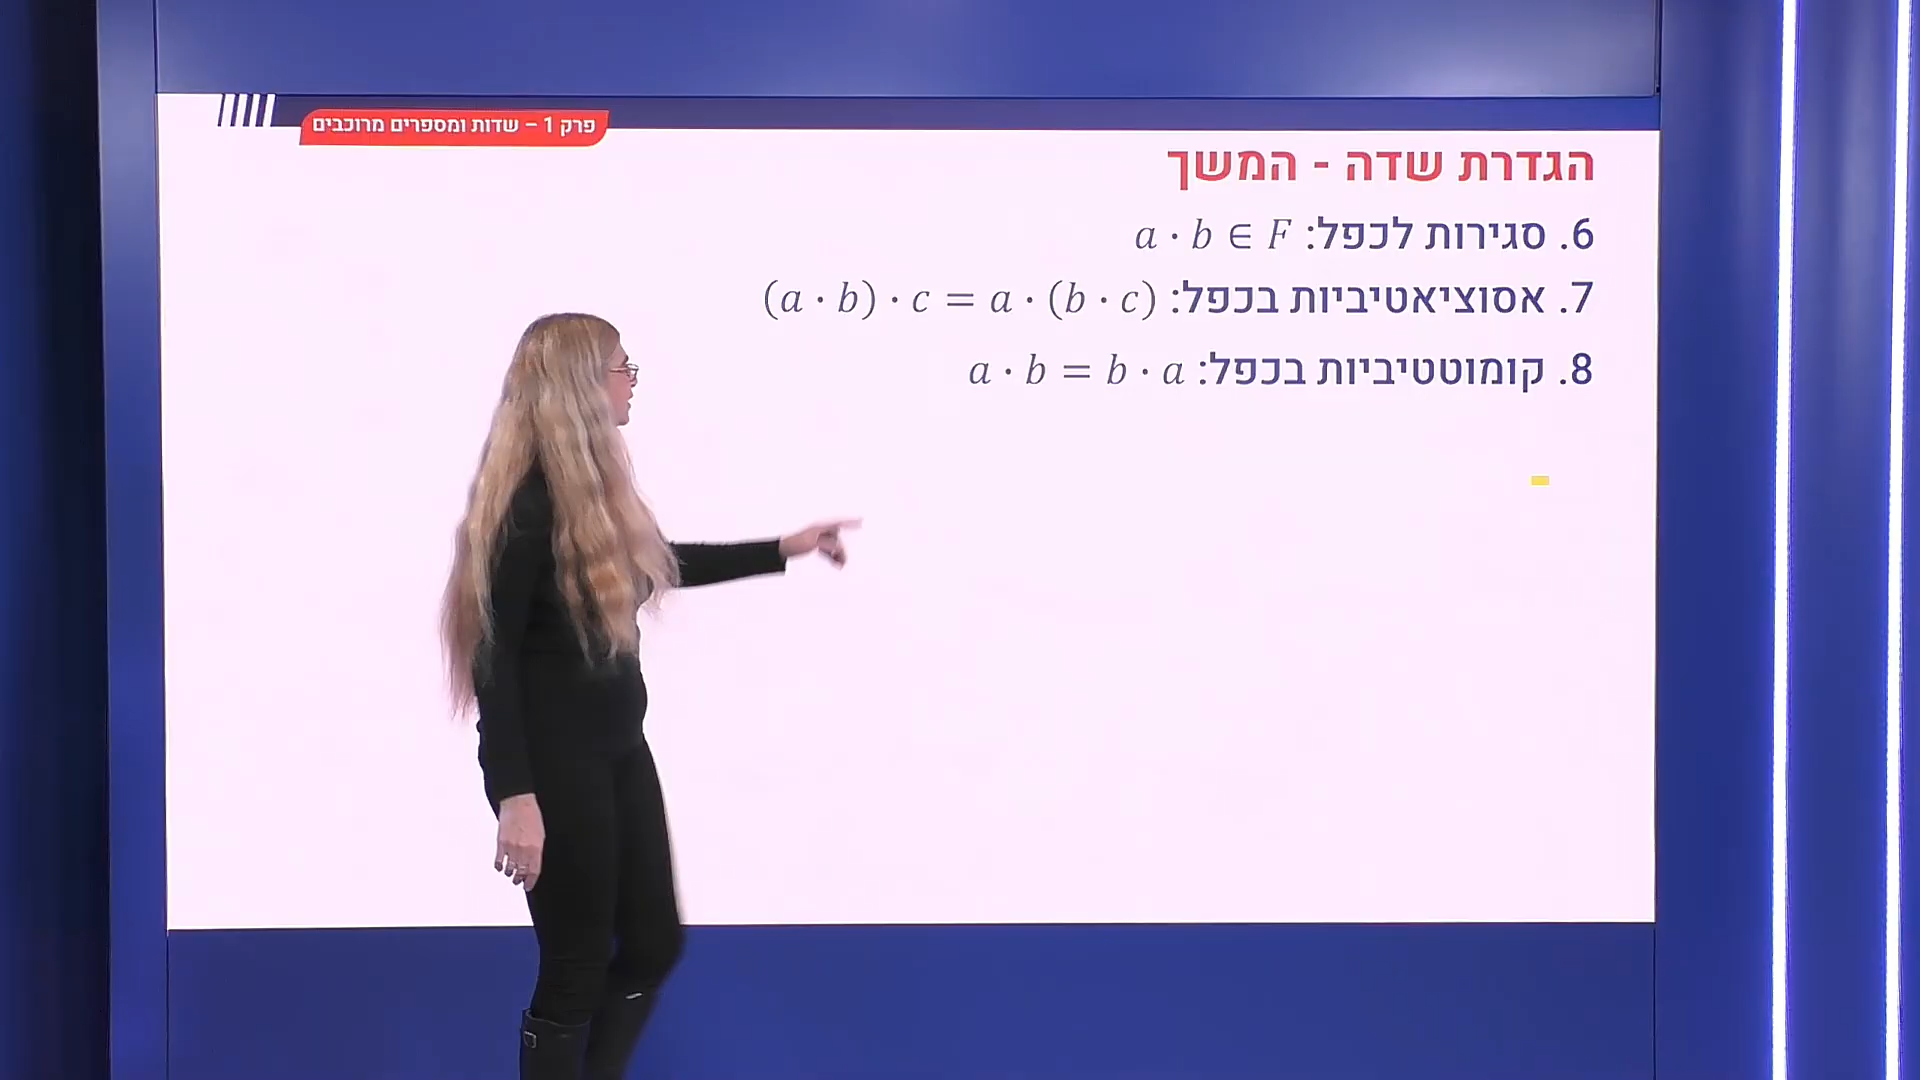 פרק 1 – שדות ומספרים מרוכבים
הגדרת שדה - המשך
6. סגירות לכפל: a · b ∈ F
7. אסוציאטיביות בכפל: (a · b) · c = a · (b · c)
8. קומוטטיביות בכפל: a · b = b · a